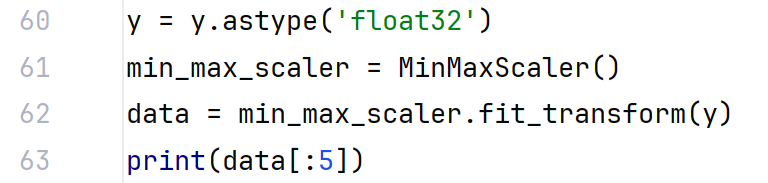 60 y = y.astype('float32')
61 min_max_scaler = MinMaxScaler()
62 data = min_max_scaler.fit_transform(y)
63 print(data[:5])